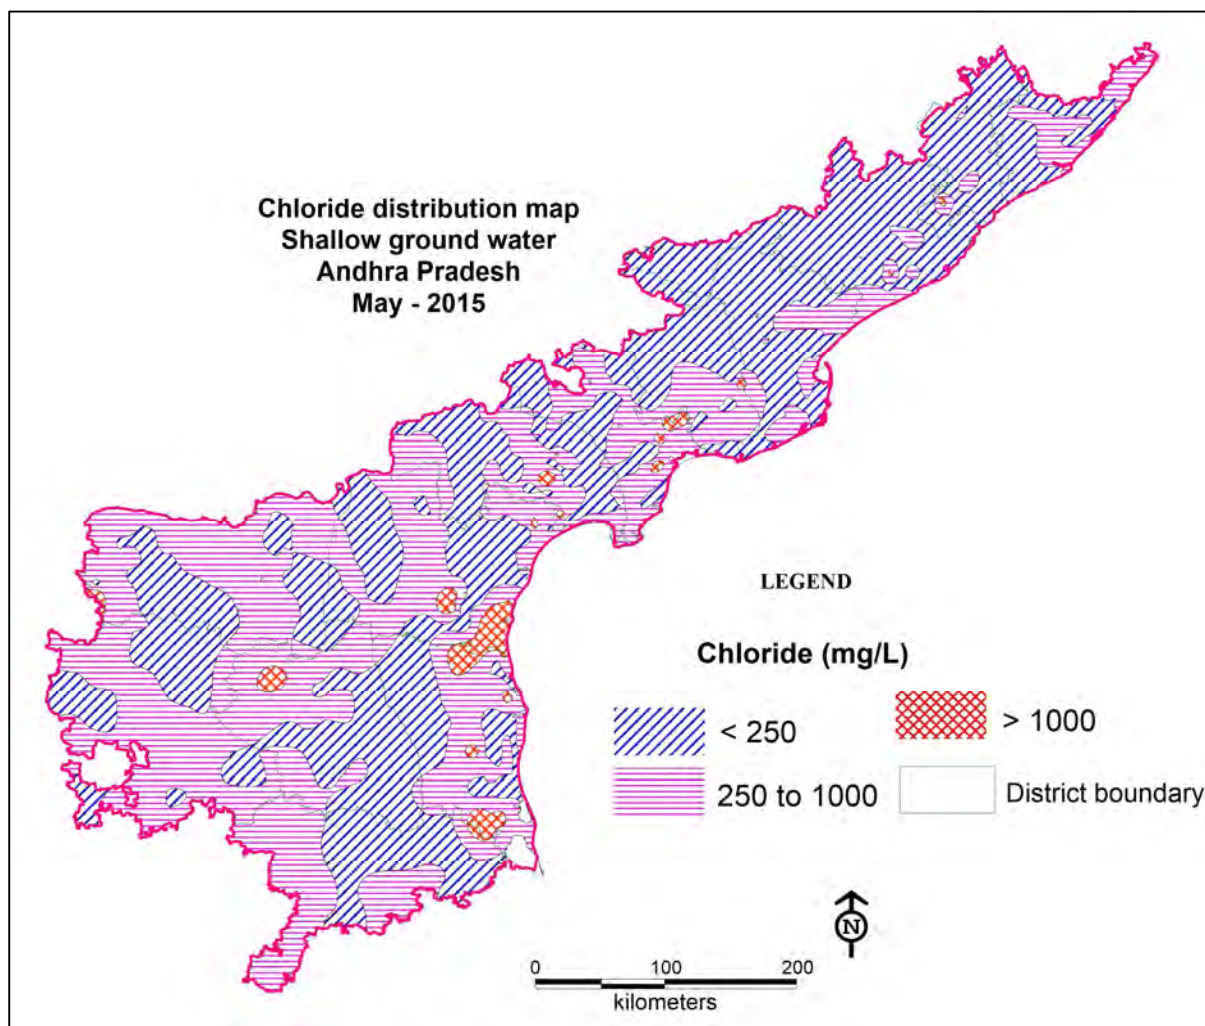 Chloride distribution map
Shallow ground water
Andhra Pradesh
May - 2015
LEGEND
Chloride (mg/L)
< 250
> 1000
250 to 1000
District boundary
N
0 100 200
kilometers